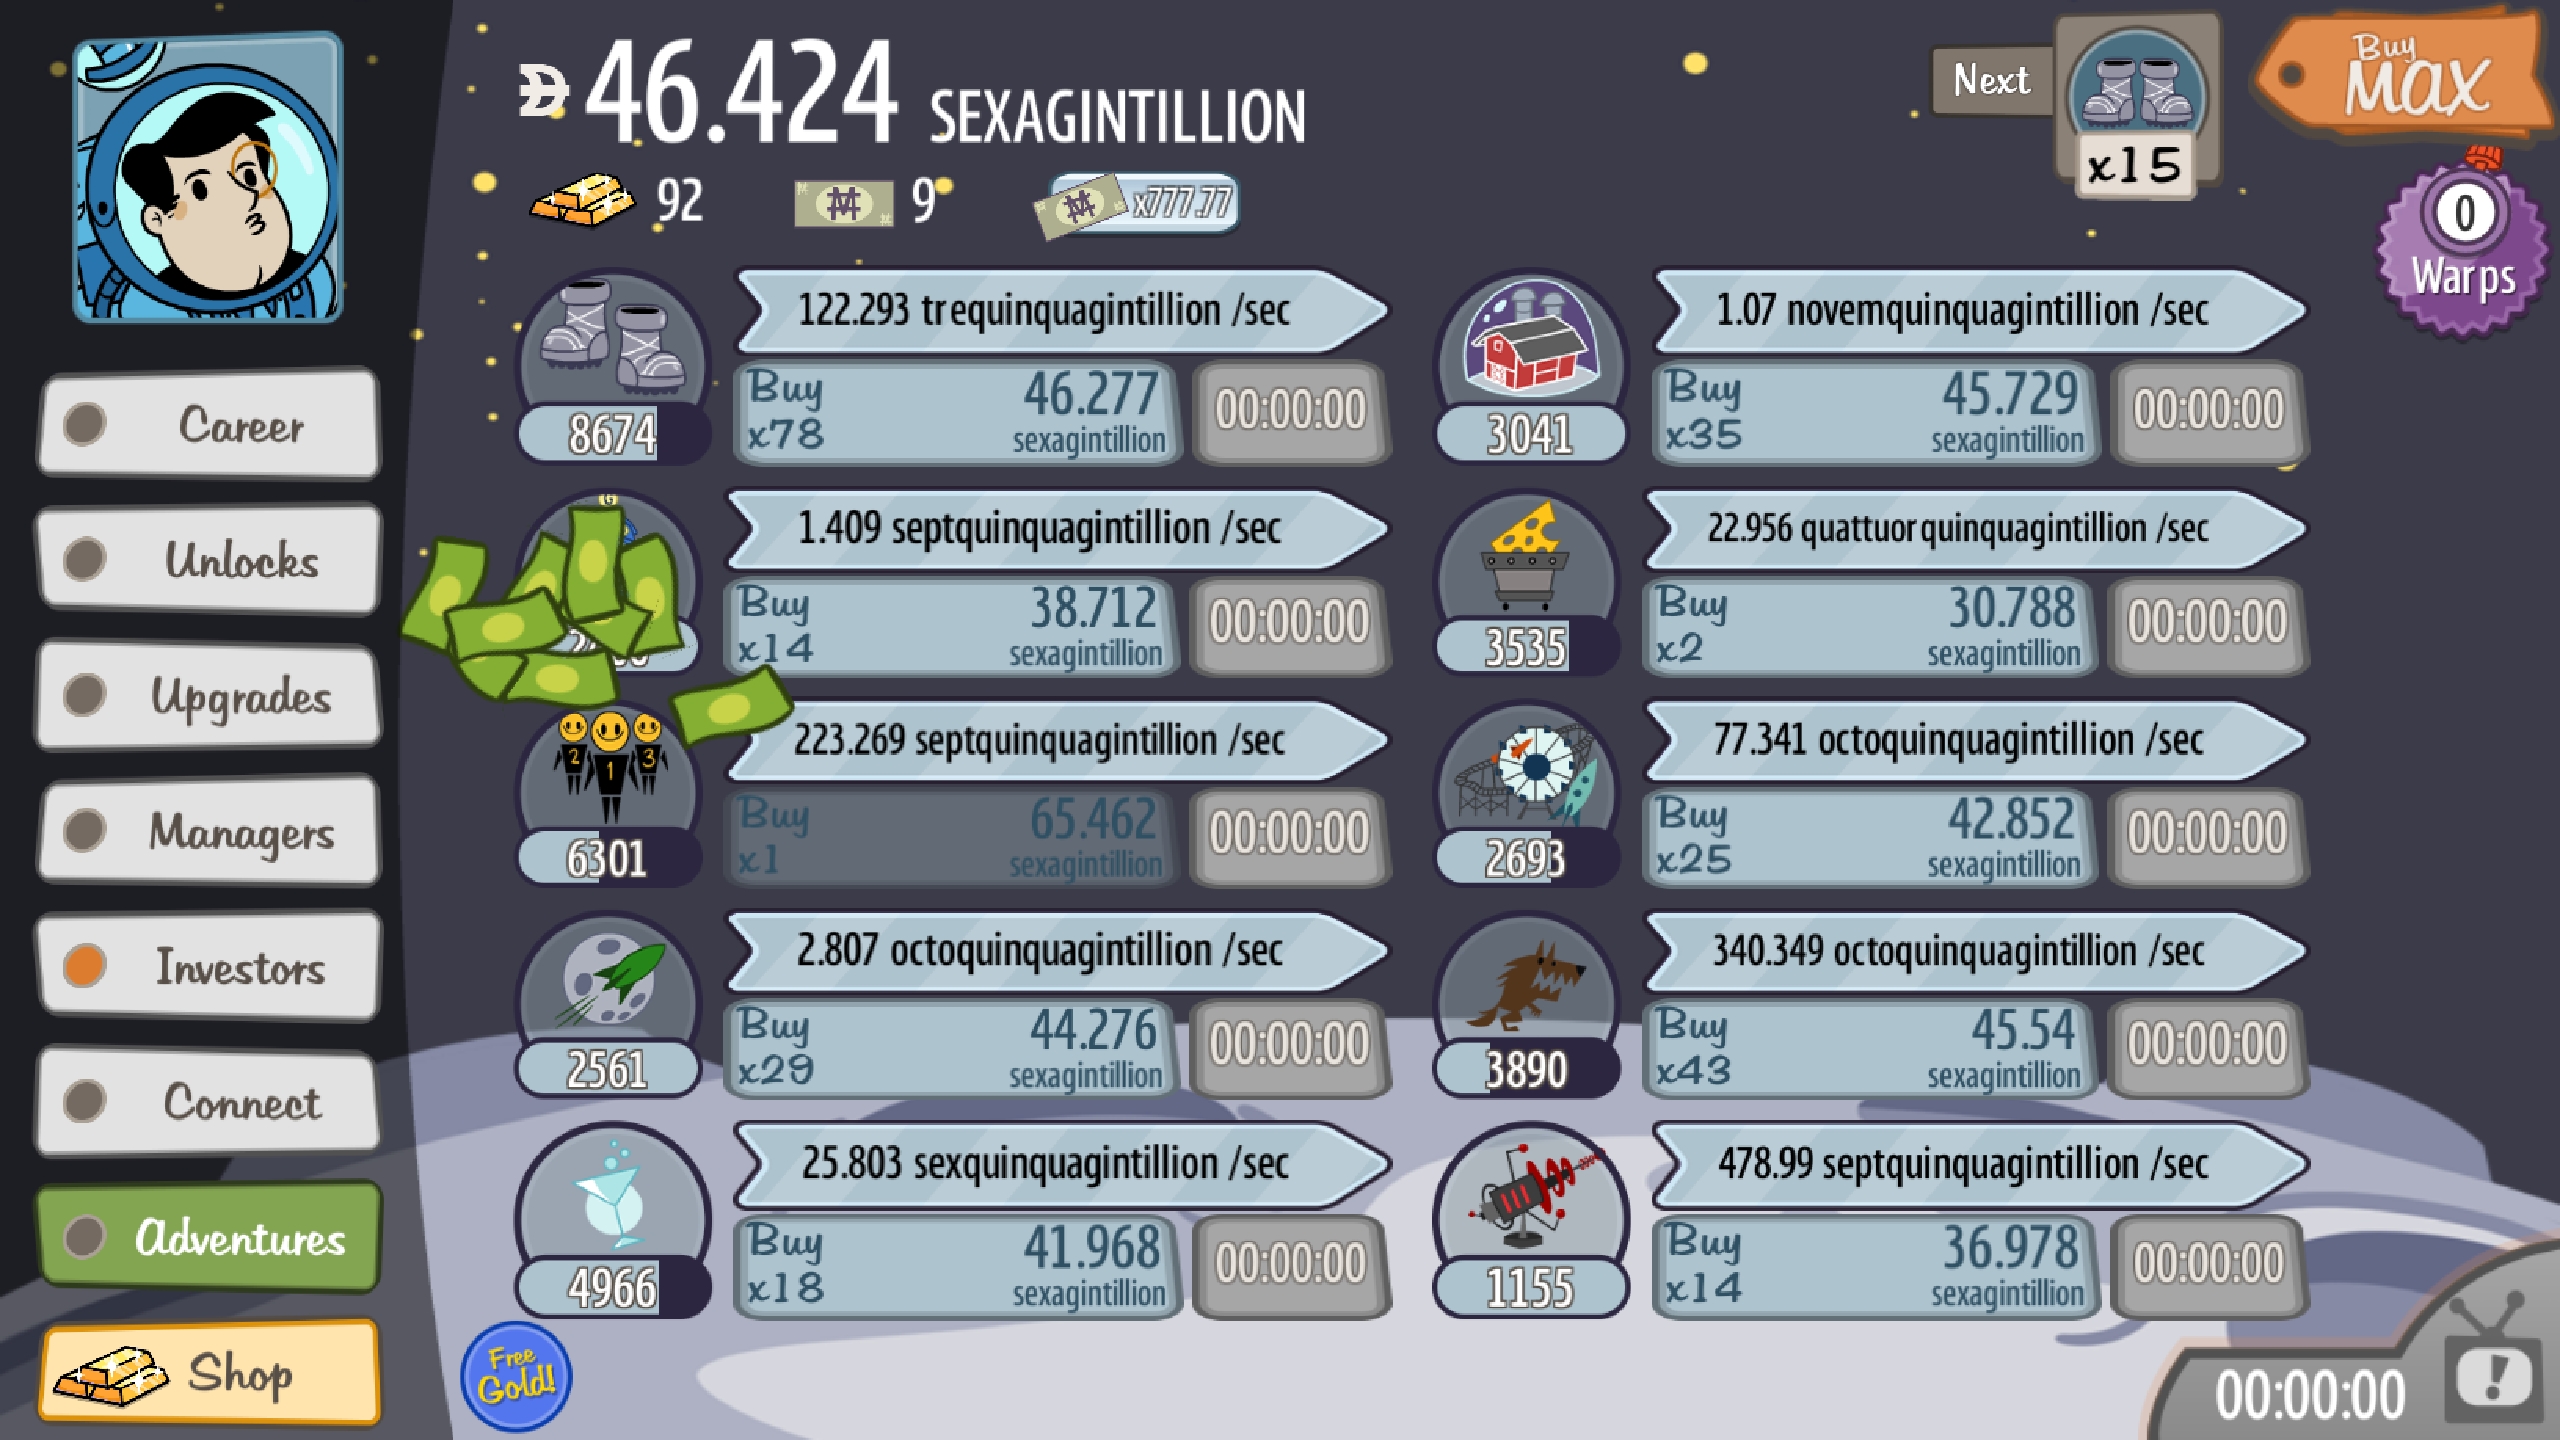 46.424 SEXAGINTILLION
92 9 x777.77
Next
x15
Buy
MAX
0
Warps
Career
Unlocks
Upgrades
Managers
Investors
Connect
Adventures
Shop
122.293 trequinquagintillion /sec
Buy 46.277
x78 sexagintillion
00:00:00
8674
1.07 novemquinquagintillion /sec
Buy 45.729
x35 sexagintillion
00:00:00
3041
G
1.409 septquinquagintillion /sec
Buy 38.712
x14 sexagintillion
00:00:00
22.956 quattuorquinquagintillion /sec
Buy 30.788
x2 sexagintillion
00:00:00
3535
2 1 3
223.269 septquinquagintillion /sec
Buy 65.462
x1 sexagintillion
00:00:00
6301
77.341 octoquinquagintillion /sec
Buy 42.852
x25 sexagintillion
00:00:00
2693
2.807 octoquinquagintillion /sec
Buy 44.276
x29 sexagintillion
00:00:00
2561
340.349 octoquinquagintillion /sec
Buy 45.54
x43 sexagintillion
00:00:00
3890
25.803 sexquinquagintillion /sec
Buy 41.968
x18 sexagintillion
00:00:00
4966
478.99 septquinquagintillion /sec
Buy 36.978
x14 sexagintillion
00:00:00
1155
Free
Gold!
00:00:00
!